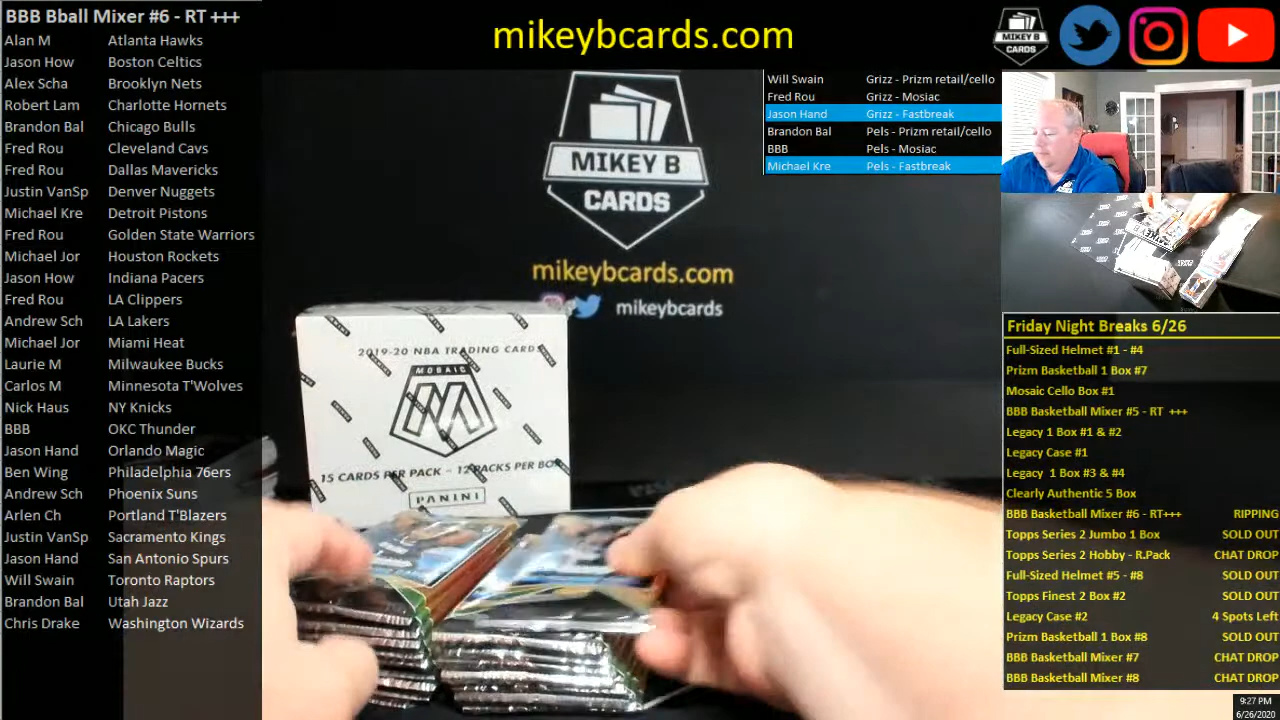 BBB Bball Mixer #6 - RT +++
Alan M Atlanta Hawks
Jason How Boston Celtics
Alex Scha Brooklyn Nets
Robert Lam Charlotte Hornets
Brandon Bal Chicago Bulls
Fred Rou Cleveland Cavs
Fred Rou Dallas Mavericks
Justin VanSp Denver Nuggets
Michael Kre Detroit Pistons
Fred Rou Golden State Warriors
Michael Jor Houston Rockets
Jason How Indiana Pacers
Fred Rou LA Clippers
Andrew Sch LA Lakers
Michael Jor Miami Heat
Laurie M Milwaukee Bucks
Carlos M Minnesota T'Wolves
Nick Haus NY Knicks
BBB OKC Thunder
Jason Hand Orlando Magic
Ben Wing Philadelphia 76ers
Andrew Sch Phoenix Suns
Arlen Ch Portland T'Blazers
Justin VanSp Sacramento Kings
Jason Hand San Antonio Spurs
Will Swain Toronto Raptors
Brandon Bal Utah Jazz
Chris Drake Washington Wizards
mikeybcards.com
MIKEY B
CARDS
mikeybcards.com
mikeybcards
2019-20 NBA TRADING CARDS
MOSAIC
15 CARDS PER PACK - 12 PACKS PER BOX
PANINI
Will Swain Grizz - Prizm retail/cello
Fred Rou Grizz - Mosiac
Jason Hand Grizz - Fastbreak
Brandon Bal Pels - Prizm retail/cello
BBB Pels - Mosiac
Michael Kre Pels - Fastbreak
MIKEY B
CARDS
Friday Night Breaks 6/26
Full-Sized Helmet #1 - #4
Prizm Basketball 1 Box #7
Mosaic Cello Box #1
BBB Basketball Mixer #5 - RT +++
Legacy 1 Box #1 & #2
Legacy Case #1
Legacy 1 Box #3 & #4
Clearly Authentic 5 Box
BBB Basketball Mixer #6 - RT+++ RIPPING
Topps Series 2 Jumbo 1 Box SOLD OUT
Topps Series 2 Hobby - R.Pack CHAT DROP
Full-Sized Helmet #5 - #8 SOLD OUT
Topps Finest 2 Box #2 SOLD OUT
Legacy Case #2 4 Spots Left
Prizm Basketball 1 Box #8 SOLD OUT
BBB Basketball Mixer #7 CHAT DROP
BBB Basketball Mixer #8 CHAT DROP
9:27 PM
6/26/2020